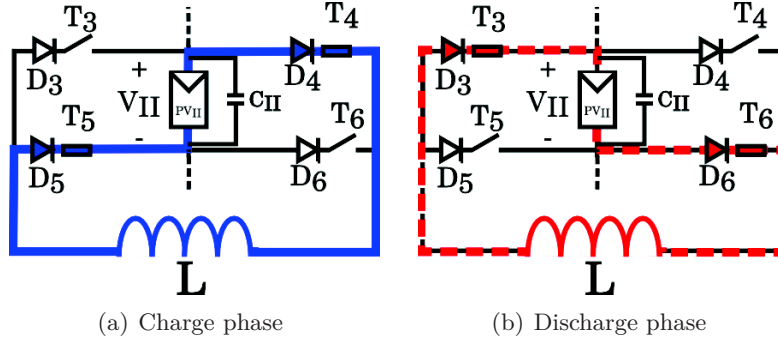 T3 T4
D3 + D4
VII PVII CII
T5 - T6
D5 D6
L
(a) Charge phase
T3 T4
D3 + D4
VII PVII CII
T5 - T6
D5 D6
L
(b) Discharge phase